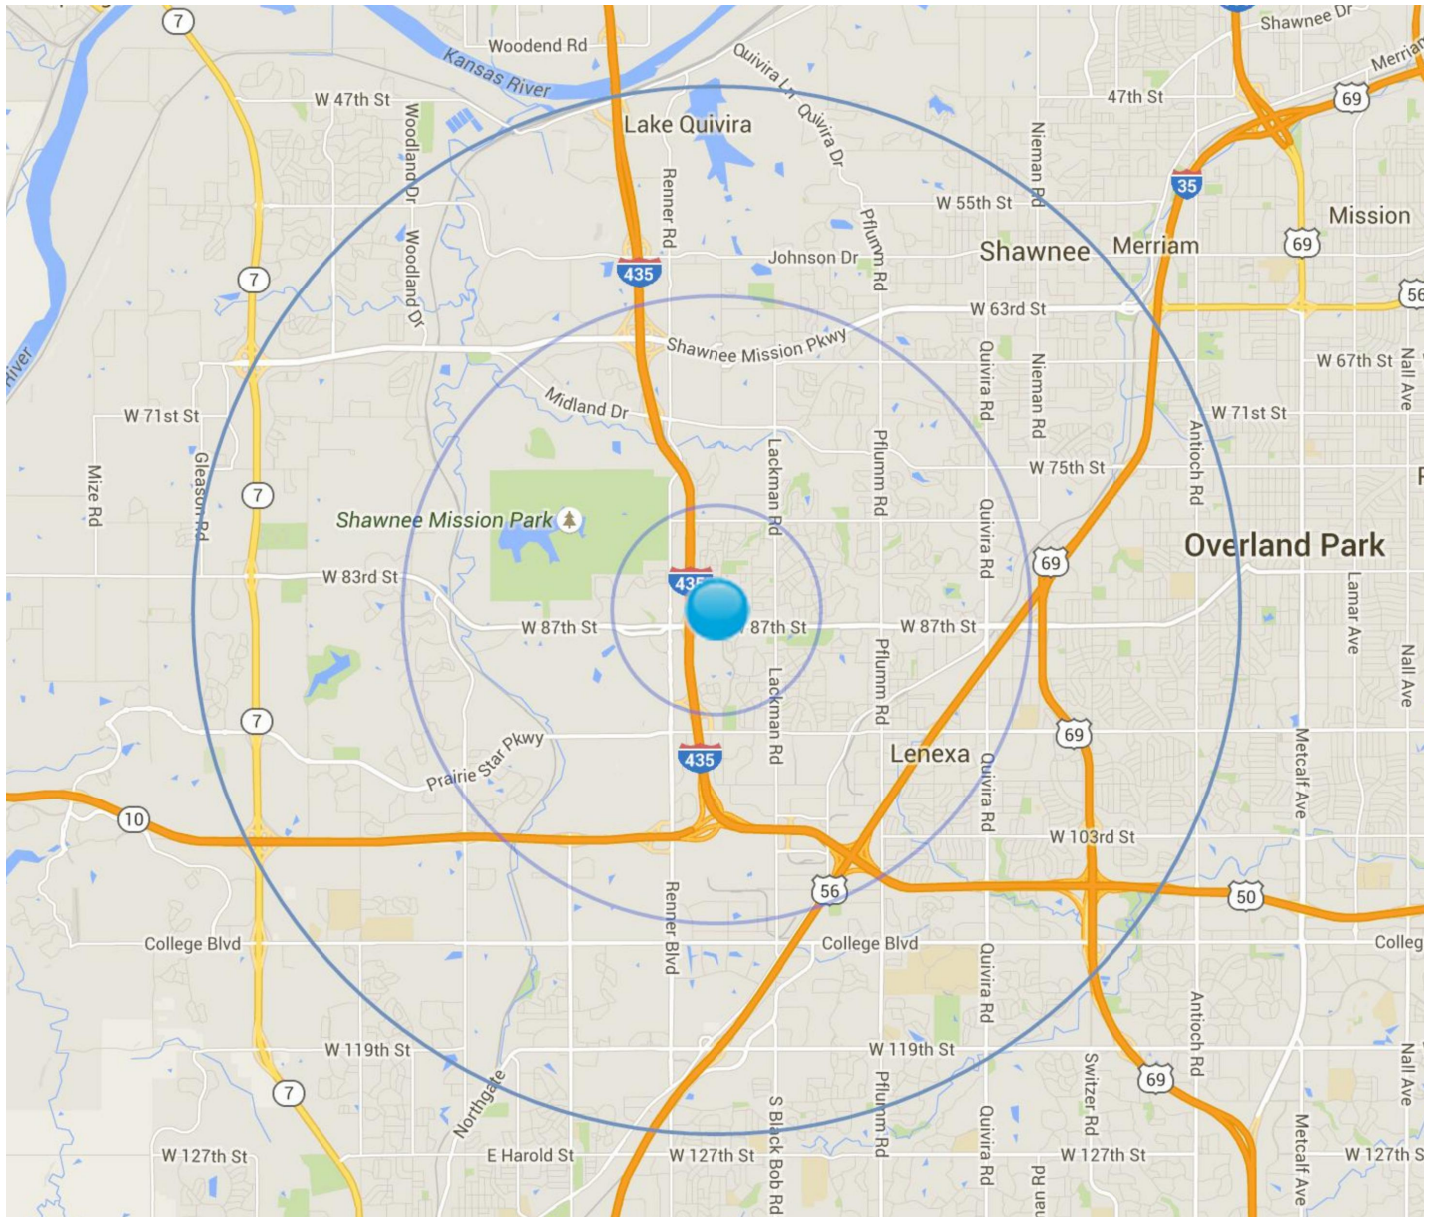 7
Woodend Rd
Shawnee Dr
Kansas River
Quivira Ln
Quivira Dr
Merriam
W 47th St
47th St
69
Lake Quivira
Woodland Dr
Nieman Rd
Renner Rd
35
W 55th St
Pflumm Rd
Mission
Woodland Dr
Shawnee
Merriam
69
Johnson Dr
435
7
56
W 63rd St
River
Shawnee Mission Pkwy
Quivira Rd
Nieman Rd
W 67th St
Nall Ave
Midland Dr
W 71st St
W 71st St
Lackman Rd
Pflumm Rd
Antioch Rd
Mize Rd
Gleason Rd
7
W 75th St
Shawnee Mission Park
Quivira Rd
Overland Park
69
W 83rd St
435
Lamar Ave
W 87th St
87th St
W 87th St
Pflumm Rd
Nall Ave
Lackman Rd
7
69
Prairie Star Pkwy
435
Lenexa
Quivira Rd
Metcalf Ave
10
W 103rd St
56
50
Renner Blvd
College Blvd
College Blvd
Colleg
Quivira Rd
Antioch Rd
W 119th St
W 119th St
7
Northgate
69
Switzer Rd
Nall Ave
Pflumm Rd
S Black Bob Rd
Quivira Rd
Metcalf Ave
W 127th St
E Harold St
W 127th St
W 127th St
W 127th S